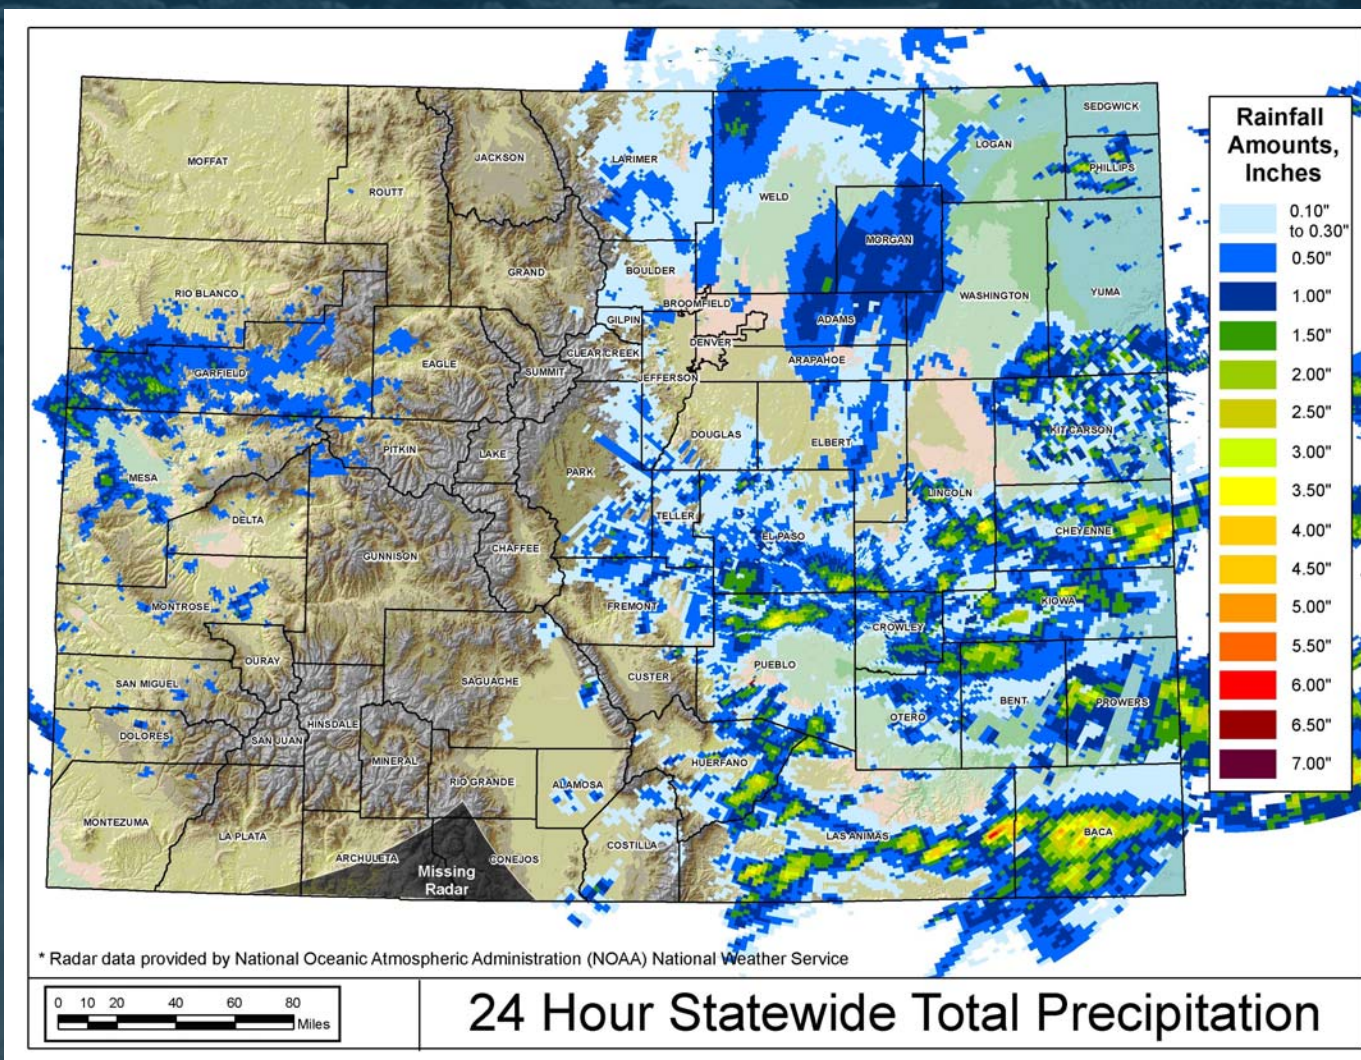 SEDGWICK
LOGAN
PHILLIPS
MOFFAT
JACKSON
LARIMER
ROUTT
WELD
MORGAN
GRAND
BOULDER
RIO BLANCO
WASHINGTON
YUMA
BROOMFIELD
GILPIN
ADAMS
DENVER
CLEAR CREEK
EAGLE
SUMMIT
ARAPAHOE
GARFIELD
JEFFERSON
DOUGLAS
ELBERT
KIT CARSON
PITKIN
LAKE
PARK
MESA
LINCOLN
TELLER
DELTA
CHEYENNE
EL PASO
GUNNISON
CHAFFEE
MONTROSE
FREMONT
KIOWA
CROWLEY
OURAY
PUEBLO
SAN MIGUEL
SAGUACHE
CUSTER
BENT
PROWERS
OTERO
HINSDALE
DOLORES
SAN JUAN
MINERAL
HUERFANO
RIO GRANDE
ALAMOSA
MONTEZUMA
LA PLATA
LAS ANIMAS
BACA
COSTILLA
ARCHULETA
CONEJOS
Missing
Radar
Rainfall
Amounts,
Inches
0.10"
to 0.30"
0.50"
1.00"
1.50"
2.00"
2.50"
3.00"
3.50"
4.00"
4.50"
5.00"
5.50"
6.00"
6.50"
7.00"
* Radar data provided by National Oceanic Atmospheric Administration (NOAA) National Weather Service
0 10 20 40 60 80
Miles
24 Hour Statewide Total Precipitation